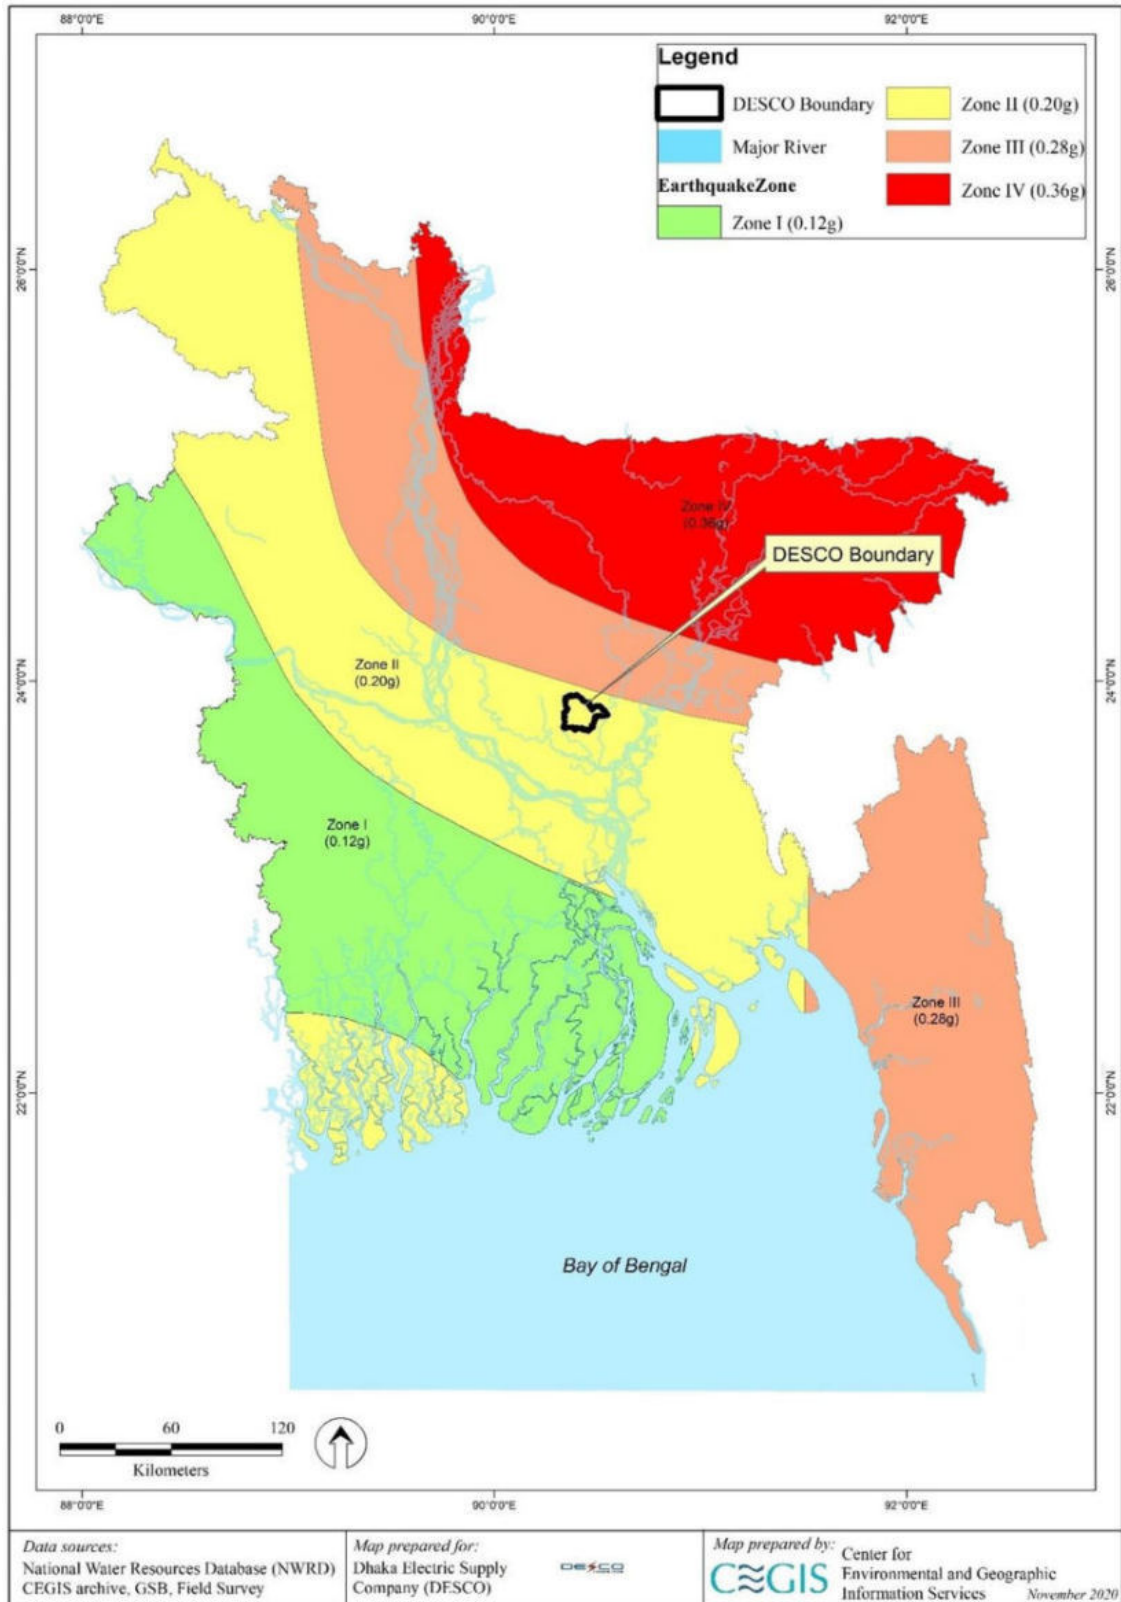 88°0'0"E
90°0'0"E
92°0'0"E
Legend
DESCO Boundary
Major River
EarthquakeZone
Zone I (0.12g)
Zone II (0.20g)
Zone III (0.28g)
Zone IV (0.36g)
26°0'0"N
26°0'0"N
Zone IV
(0.36g)
DESCO Boundary
Zone II
(0.20g)
24°0'0"N
24°0'0"N
Zone I
(0.12g)
Zone III
(0.28g)
22°0'0"N
22°0'0"N
Bay of Bengal
0 60 120
Kilometers
88°0'0"E
90°0'0"E
92°0'0"E
Data sources:
National Water Resources Database (NWRD)
CEGIS archive, GSB, Field Survey
Map prepared for:
Dhaka Electric Supply
Company (DESCO)
DESCO
Map prepared by:
CEGIS
Center for
Environmental and Geographic
Information Services
November 2020